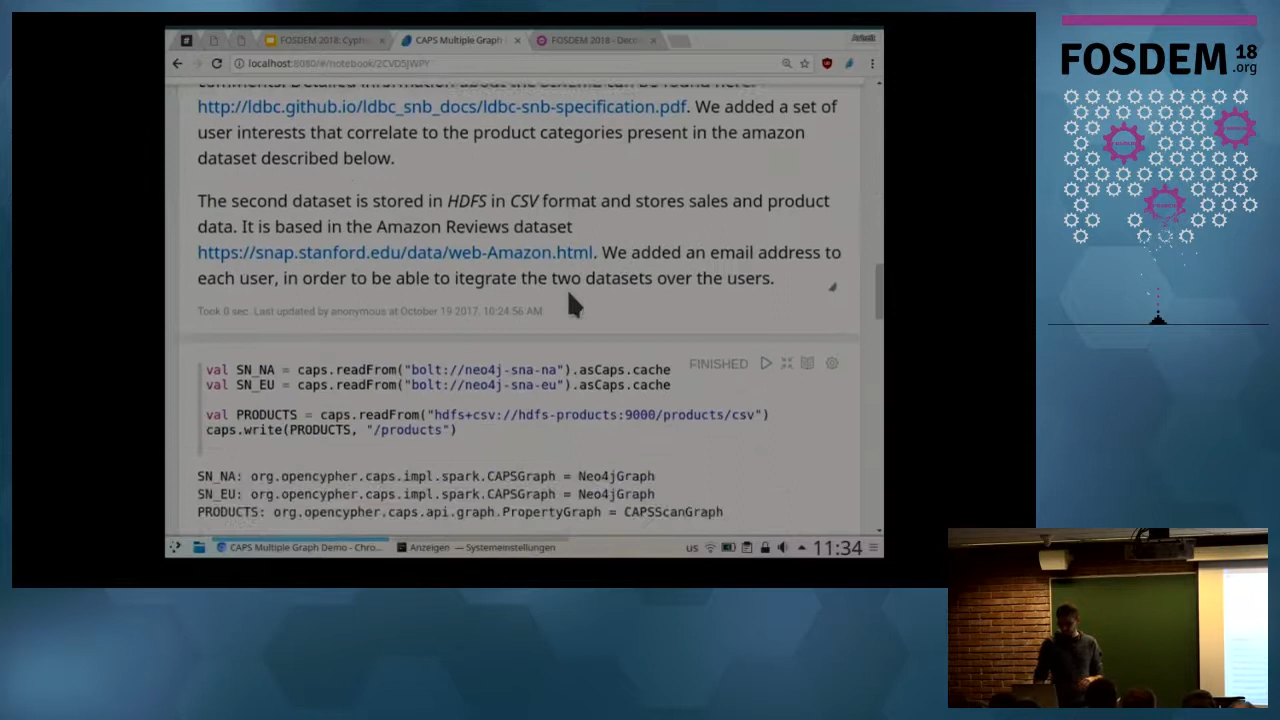 FOSDEM 2018: Cyph
CAPS Multiple Graph
FOSDEM 2018 - Dec
localhost:8080/#/notebook/2CVD5JWPY
http://ldbc.github.io/ldbc_snb_docs/ldbc-snb-specification.pdf. We added a set of
user interests that correlate to the product categories present in the amazon
dataset described below.
The second dataset is stored in HDFS in CSV format and stores sales and product
data. It is based in the Amazon Reviews dataset
https://snap.stanford.edu/data/web-Amazon.html. We added an email address to
each user, in order to be able to itegrate the two datasets over the users.
Took 0 sec. Last updated by anonymous at October 19 2017, 10:24:56 AM.
FINISHED
val SN_NA = caps.readFrom("bolt://neo4j-sna-na").asCaps.cache
val SN_EU = caps.readFrom("bolt://neo4j-sna-eu").asCaps.cache
val PRODUCTS = caps.readFrom("hdfs+csv://hdfs-products:9000/products/csv")
caps.write(PRODUCTS, "/products")
SN_NA: org.opencypher.caps.impl.spark.CAPSGraph = Neo4jGraph
SN_EU: org.opencypher.caps.impl.spark.CAPSGraph = Neo4jGraph
PRODUCTS: org.opencypher.caps.api.graph.PropertyGraph = CAPSScanGraph
CAPS Multiple Graph Demo - Chro...
Anzeigen — Systemeinstellungen
us
11:34
FOSDEM 18
.org